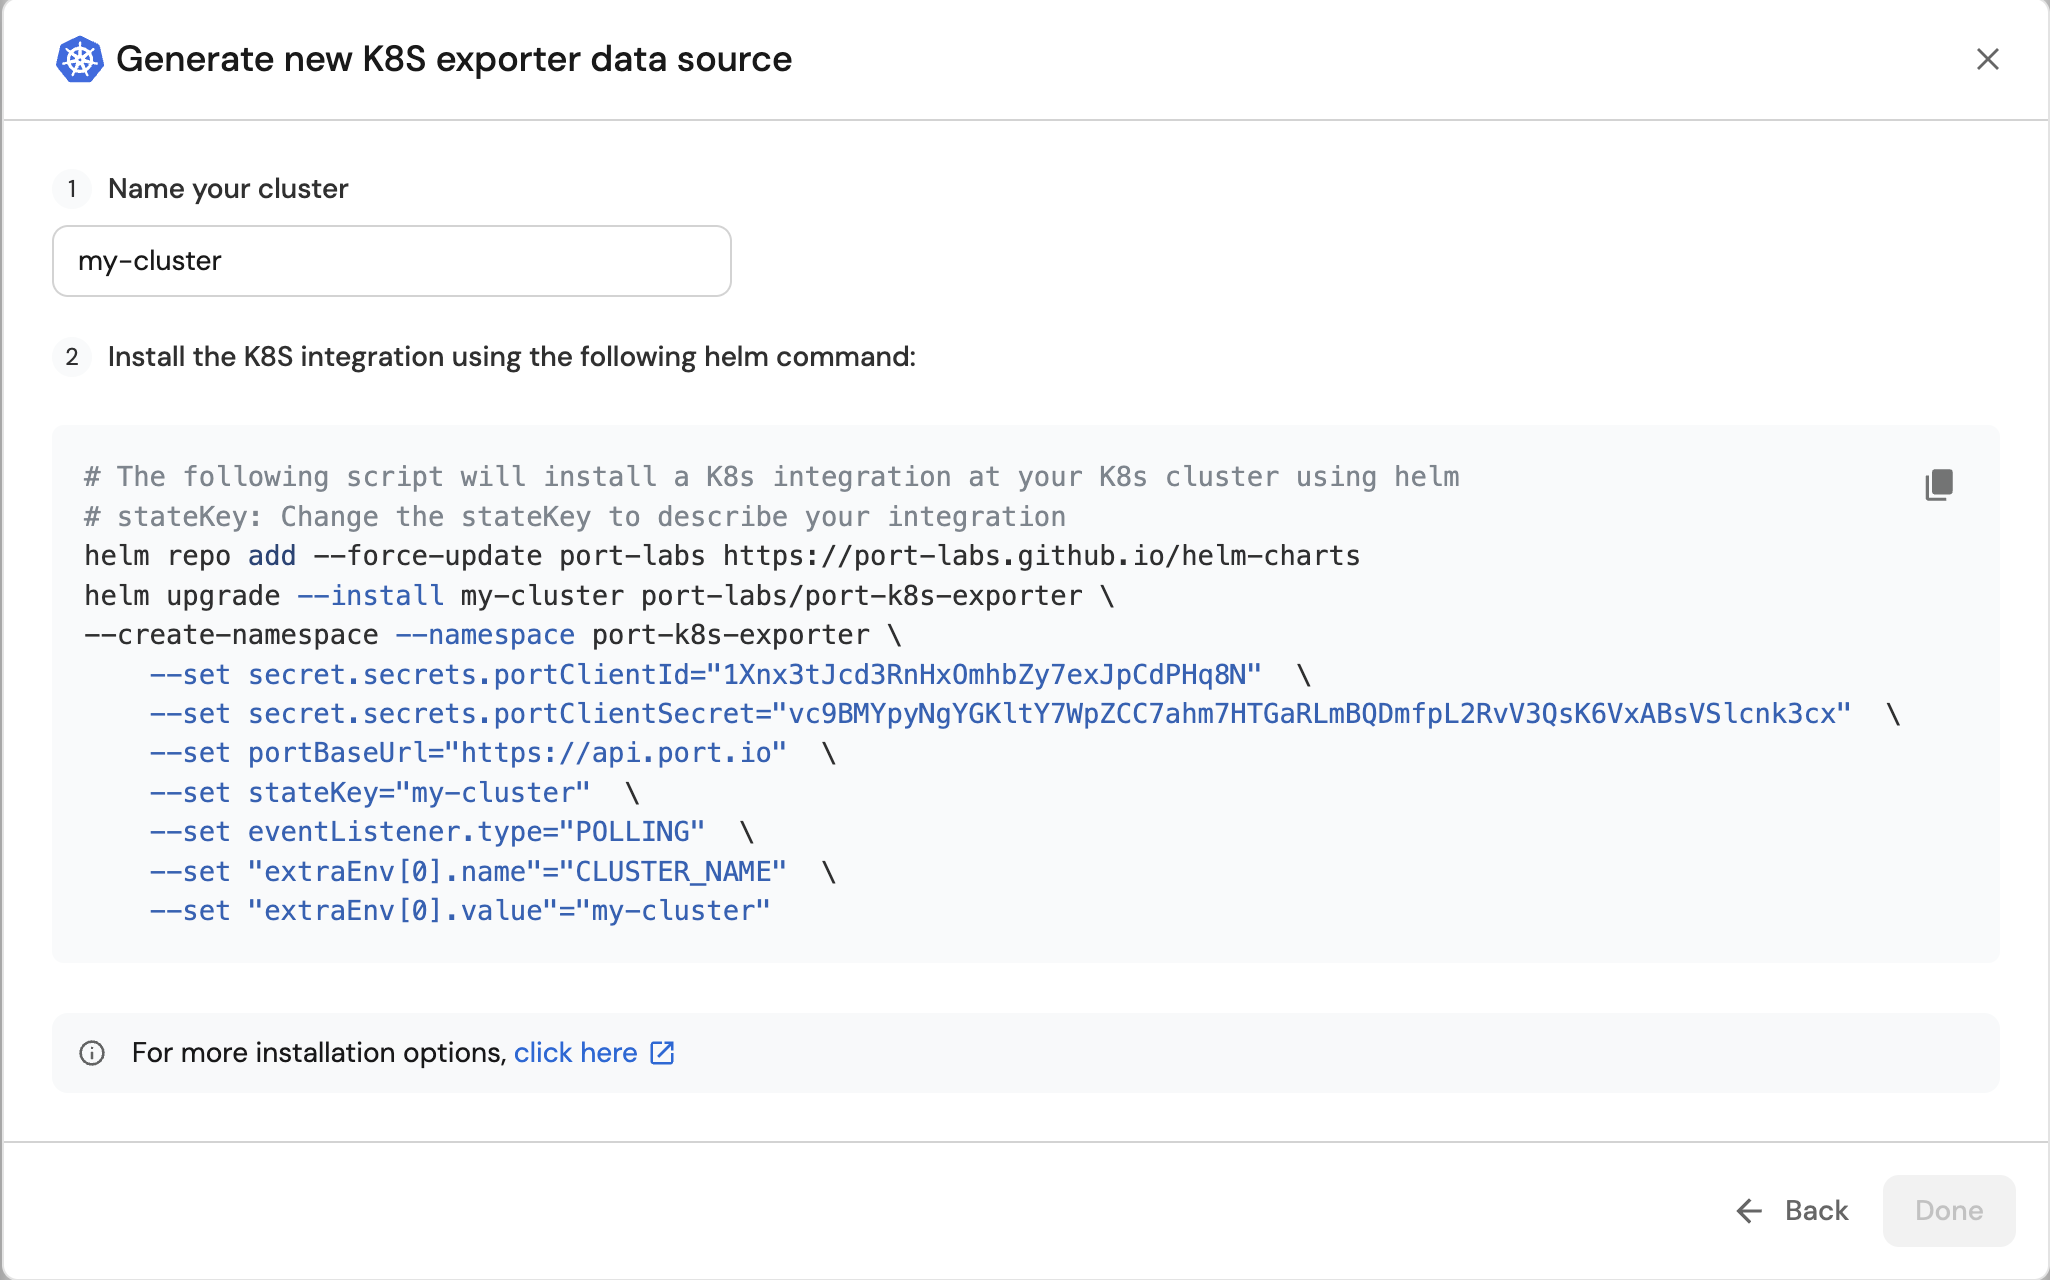 Generate new K8S exporter data source
1 Name your cluster
my-cluster
2 Install the K8S integration using the following helm command:
# The following script will install a K8s integration at your K8s cluster using helm
# stateKey: Change the stateKey to describe your integration
helm repo add --force-update port-labs https://port-labs.github.io/helm-charts
helm upgrade --install my-cluster port-labs/port-k8s-exporter \
--create-namespace --namespace port-k8s-exporter \
    --set secret.secrets.portClientId="1Xnx3tJcd3RnHxOmhbZy7exJpCdPHq8N"  \
    --set secret.secrets.portClientSecret="vc9BMYpyNgYGKltY7WpZCC7ahm7HTGaRLmBQDmfpL2RvV3QsK6VxABsVSlcnk3cx"  \
    --set portBaseUrl="https://api.port.io"  \
    --set stateKey="my-cluster"  \
    --set eventListener.type="POLLING"  \
    --set "extraEnv[0].name"="CLUSTER_NAME"  \
    --set "extraEnv[0].value"="my-cluster"
For more installation options, click here
Back
Done